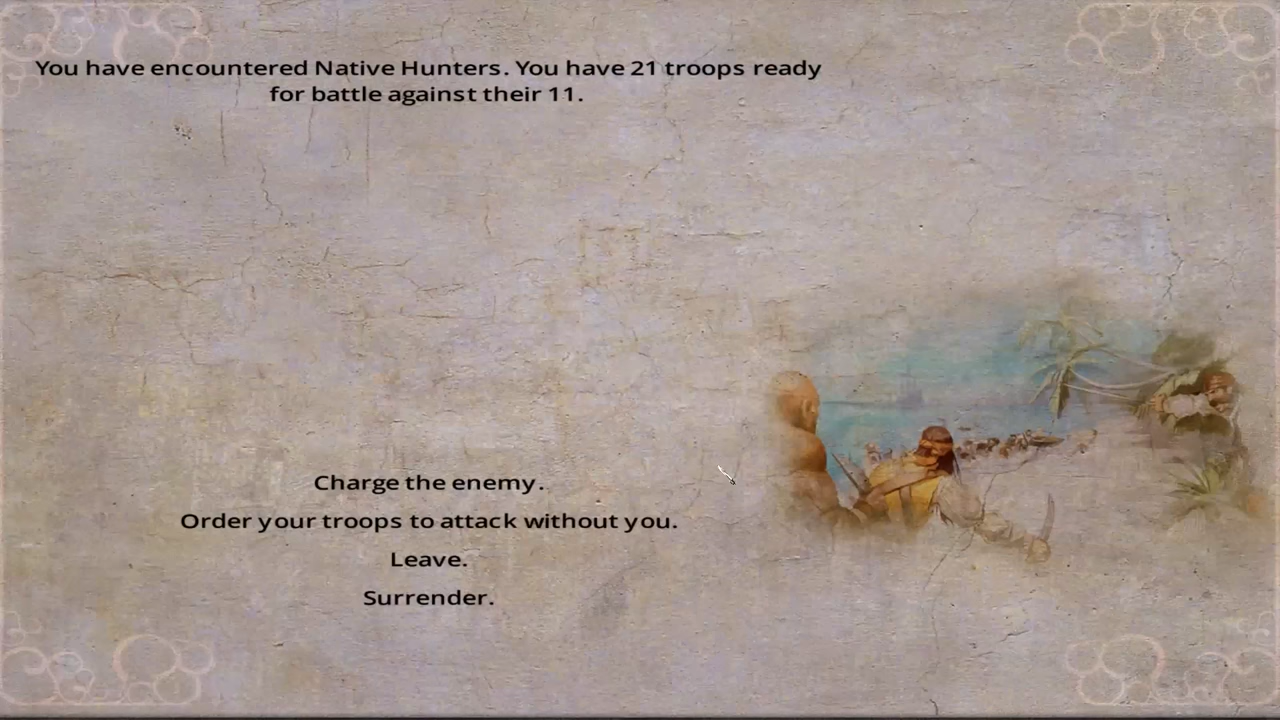 You have encountered Native Hunters. You have 21 troops ready
for battle against their 11.
Charge the enemy.
Order your troops to attack without you.
Leave.
Surrender.